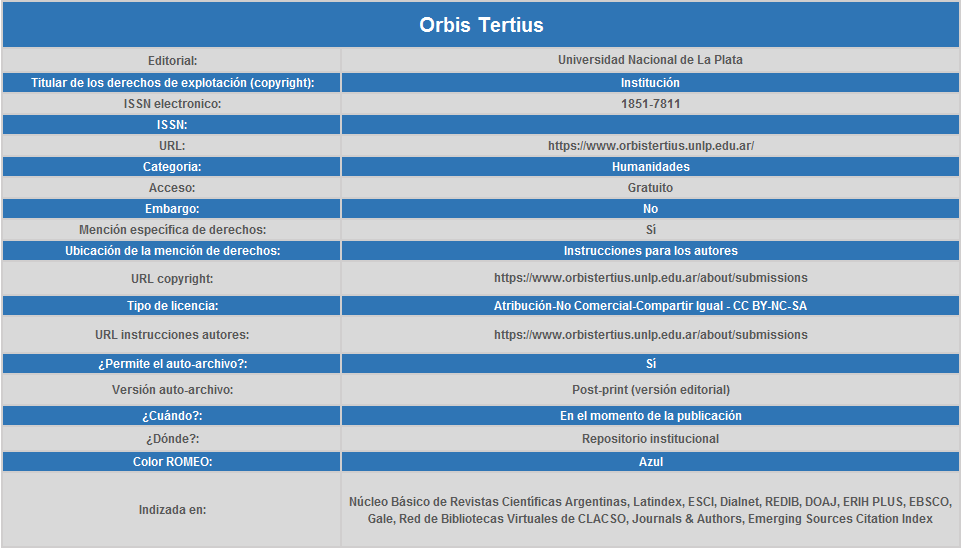 Orbis Tertius
Editorial: Universidad Nacional de La Plata
Titular de los derechos de explotación (copyright): Institución
ISSN electronico: 1851-7811
ISSN:
URL: https://www.orbistertius.unlp.edu.ar/
Categoria: Humanidades
Acceso: Gratuito
Embargo: No
Mención específica de derechos: Sí
Ubicación de la mención de derechos: Instrucciones para los autores
URL copyright: https://www.orbistertius.unlp.edu.ar/about/submissions
Tipo de licencia: Atribución-No Comercial-Compartir Igual - CC BY-NC-SA
URL instrucciones autores: https://www.orbistertius.unlp.edu.ar/about/submissions
¿Permite el auto-archivo?: Sí
Versión auto-archivo: Post-print (versión editorial)
¿Cuándo?: En el momento de la publicación
¿Dónde?: Repositorio institucional
Color ROMEO: Azul
Indizada en: Núcleo Básico de Revistas Científicas Argentinas, Latindex, ESCI, Dialnet, REDIB, DOAJ, ERIH PLUS, EBSCO,
Gale, Red de Bibliotecas Virtuales de CLACSO, Journals & Authors, Emerging Sources Citation Index